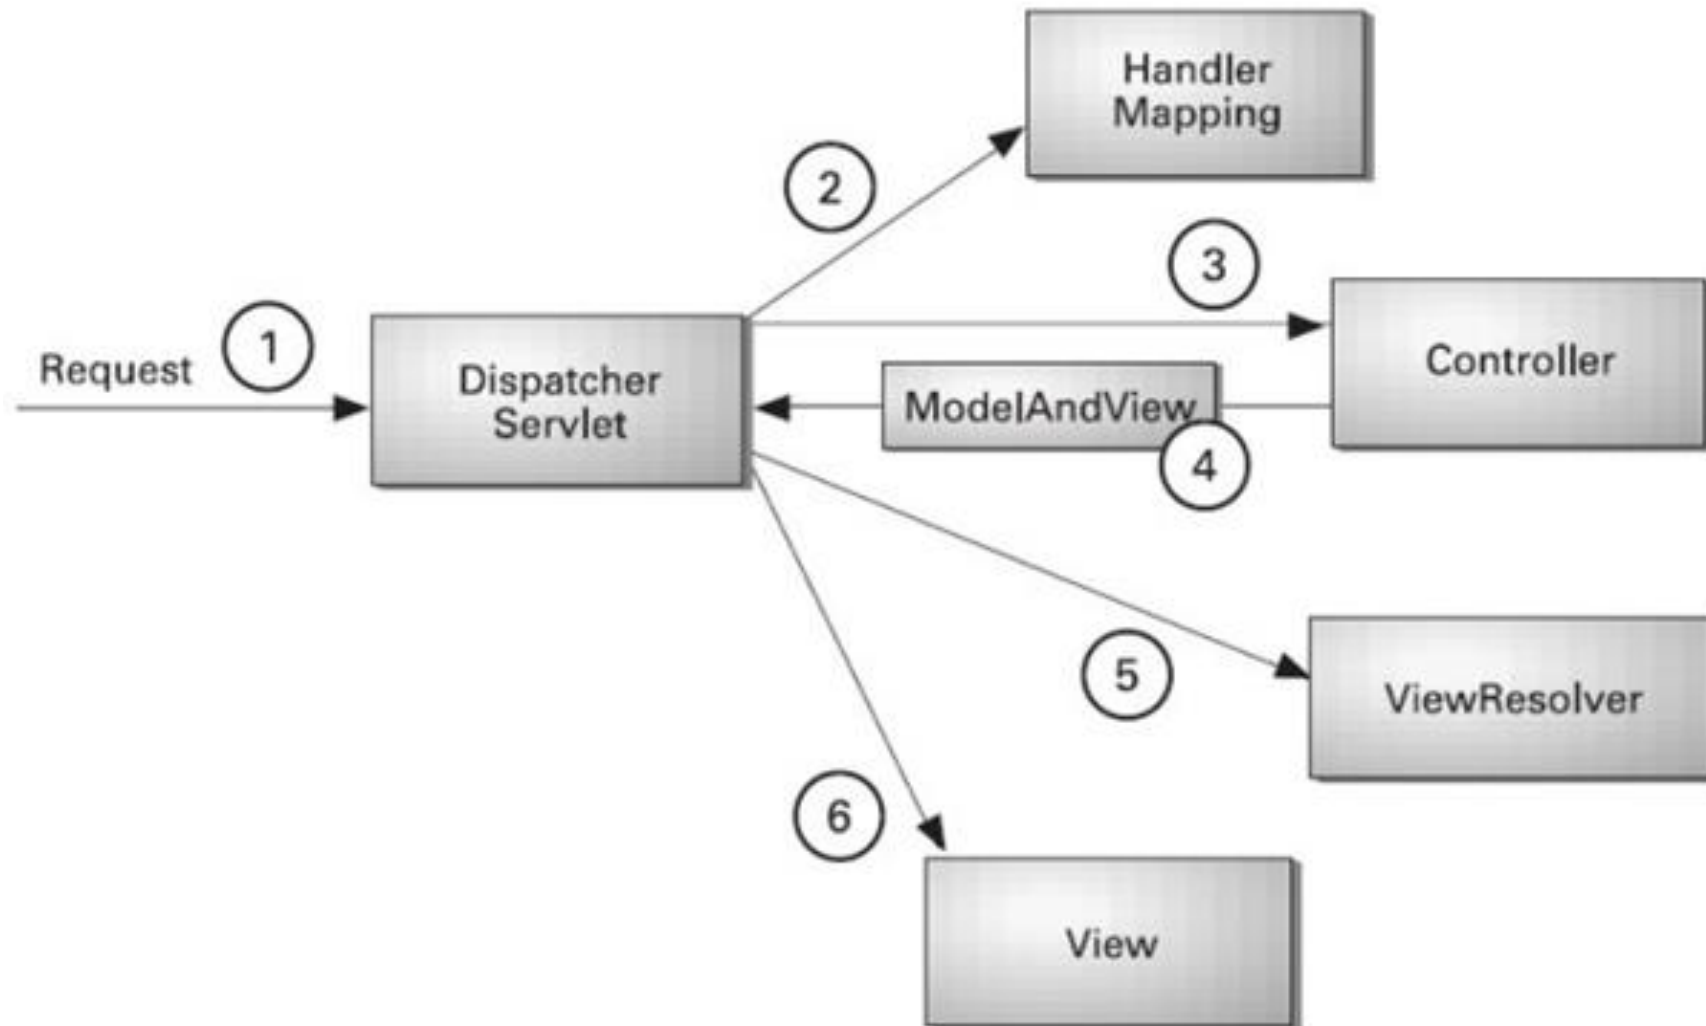 Handler
Mapping
2
3
1
Request
Dispatcher
Servlet
Controller
ModelAndView
4
5
ViewResolver
6
View